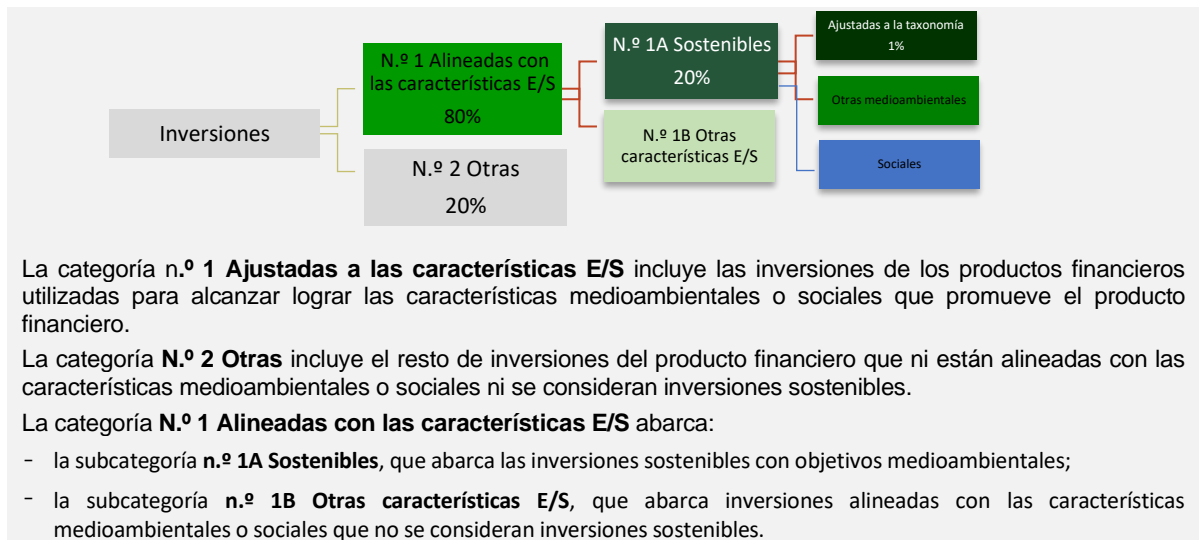 Inversiones
N.º 1 Alineadas con
las características E/S
80%
N.º 2 Otras
20%
N.º 1A Sostenibles
20%
N.º 1B Otras
características E/S
Ajustadas a la taxonomía
1%
Otras medioambientales
Sociales
La categoría n.º 1 Ajustadas a las características E/S incluye las inversiones de los productos financieros
utilizadas para alcanzar lograr las características medioambientales o sociales que promueve el producto
financiero.
La categoría N.º 2 Otras incluye el resto de inversiones del producto financiero que ni están alineadas con las
características medioambientales o sociales ni se consideran inversiones sostenibles.
La categoría N.º 1 Alineadas con las características E/S abarca:
- la subcategoría n.º 1A Sostenibles, que abarca las inversiones sostenibles con objetivos medioambientales;
- la subcategoría n.º 1B Otras características E/S, que abarca inversiones alineadas con las características
medioambientales o sociales que no se consideran inversiones sostenibles.